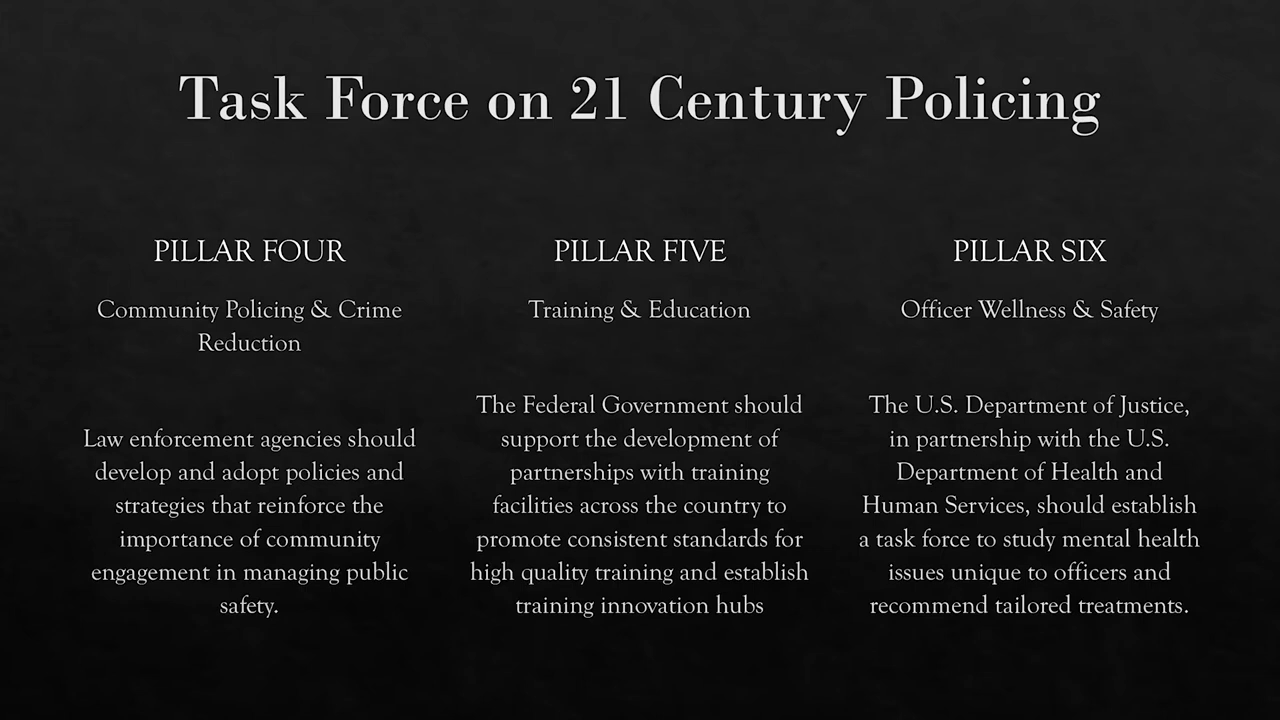 Task Force on 21 Century Policing
PILLAR FOUR
Community Policing & Crime
Reduction
Law enforcement agencies should
develop and adopt policies and
strategies that reinforce the
importance of community
engagement in managing public
safety.
PILLAR FIVE
Training & Education
The Federal Government should
support the development of
partnerships with training
facilities across the country to
promote consistent standards for
high quality training and establish
training innovation hubs
PILLAR SIX
Officer Wellness & Safety
The U.S. Department of Justice,
in partnership with the U.S.
Department of Health and
Human Services, should establish
a task force to study mental health
issues unique to officers and
recommend tailored treatments.